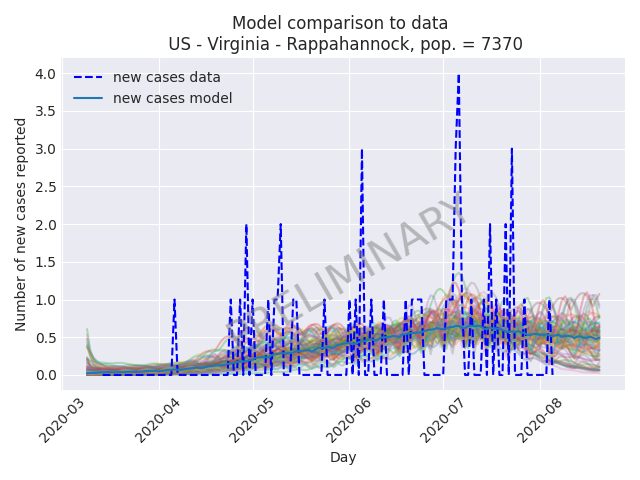 Model comparison to data
US - Virginia - Rappahannock, pop. = 7370
new cases data
new cases model
Number of new cases reported
4.0
3.5
3.0
2.5
2.0
1.5
1.0
0.5
0.0
PRELIMINARY
2020-03
2020-04
2020-05
2020-06
2020-07
2020-08
Day